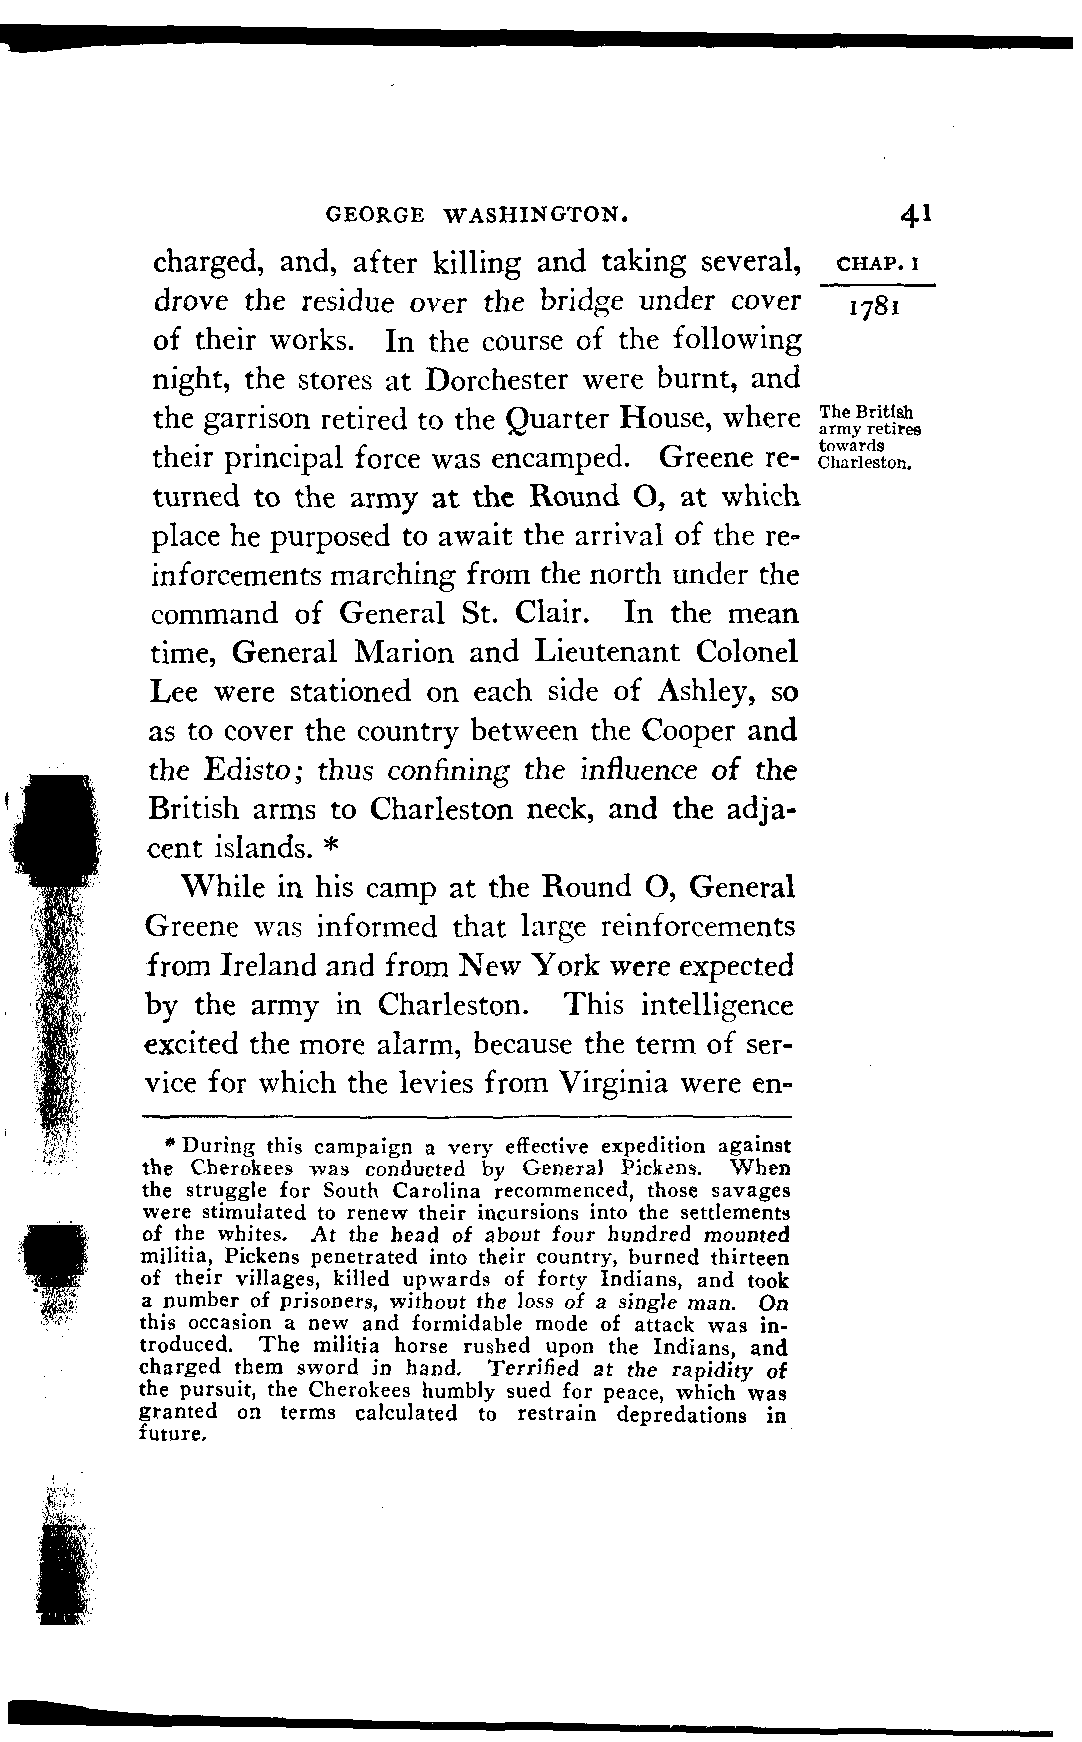 GEORGE WASHINGTON. 41
charged, and, after killing and taking several,
CHAP. I
drove the residue over the bridge under cover
1781
of their works. In the course of the following
night, the stores at Dorchester were burnt, and
the garrison retired to the Quarter House, where
The British
army retires
towards
Charleston.
their principal force was encamped. Greene re-
turned to the army at the Round O, at which
place he purposed to await the arrival of the re-
inforcements marching from the north under the
command of General St. Clair. In the mean
time, General Marion and Lieutenant Colonel
Lee were stationed on each side of Ashley, so
as to cover the country between the Cooper and
the Edisto; thus confining the influence of the
British arms to Charleston neck, and the adja-
cent islands. *
While in his camp at the Round O, General
Greene was informed that large reinforcements
from Ireland and from New York were expected
by the army in Charleston. This intelligence
excited the more alarm, because the term of ser-
vice for which the levies from Virginia were en-
* During this campaign a very effective expedition against
the Cherokees was conducted by General Pickens. When
the struggle for South Carolina recommenced, those savages
were stimulated to renew their incursions into the settlements
of the whites. At the head of about four hundred mounted
militia, Pickens penetrated into their country, burned thirteen
of their villages, killed upwards of forty Indians, and took
a number of prisoners, without the loss of a single man. On
this occasion a new and formidable mode of attack was in-
troduced. The militia horse rushed upon the Indians, and
charged them sword in hand. Terrified at the rapidity of
the pursuit, the Cherokees humbly sued for peace, which was
granted on terms calculated to restrain depredations in
future.